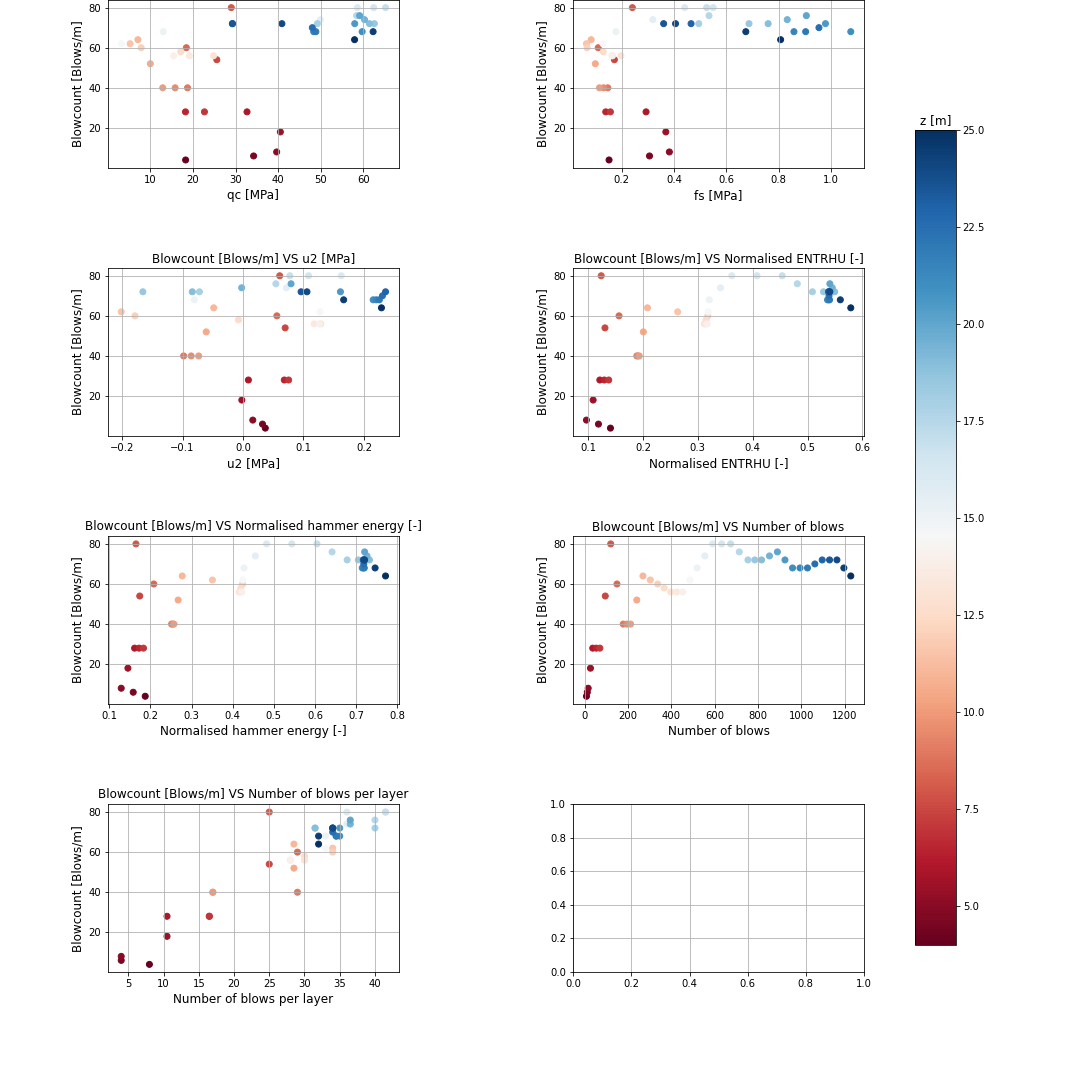 80
60
40
20
Blowcount [Blows/m]
10 20 30 40 50 60
qc [MPa]
80
60
40
20
Blowcount [Blows/m]
0.2 0.4 0.6 0.8 1.0
fs [MPa]
z [m]
25.0
22.5
20.0
17.5
15.0
12.5
10.0
7.5
5.0
Blowcount [Blows/m] VS u2 [MPa]
80
60
40
20
Blowcount [Blows/m]
−0.2 −0.1 0.0 0.1 0.2
u2 [MPa]
Blowcount [Blows/m] VS Normalised ENTRHU [-]
80
60
40
20
Blowcount [Blows/m]
0.1 0.2 0.3 0.4 0.5 0.6
Normalised ENTRHU [-]
Blowcount [Blows/m] VS Normalised hammer energy [-]
80
60
40
20
Blowcount [Blows/m]
0.1 0.2 0.3 0.4 0.5 0.6 0.7 0.8
Normalised hammer energy [-]
Blowcount [Blows/m] VS Number of blows
80
60
40
20
Blowcount [Blows/m]
0 200 400 600 800 1000 1200
Number of blows
Blowcount [Blows/m] VS Number of blows per layer
80
60
40
20
Blowcount [Blows/m]
5 10 15 20 25 30 35 40
Number of blows per layer
1.0
0.8
0.6
0.4
0.2
0.0
0.0 0.2 0.4 0.6 0.8 1.0